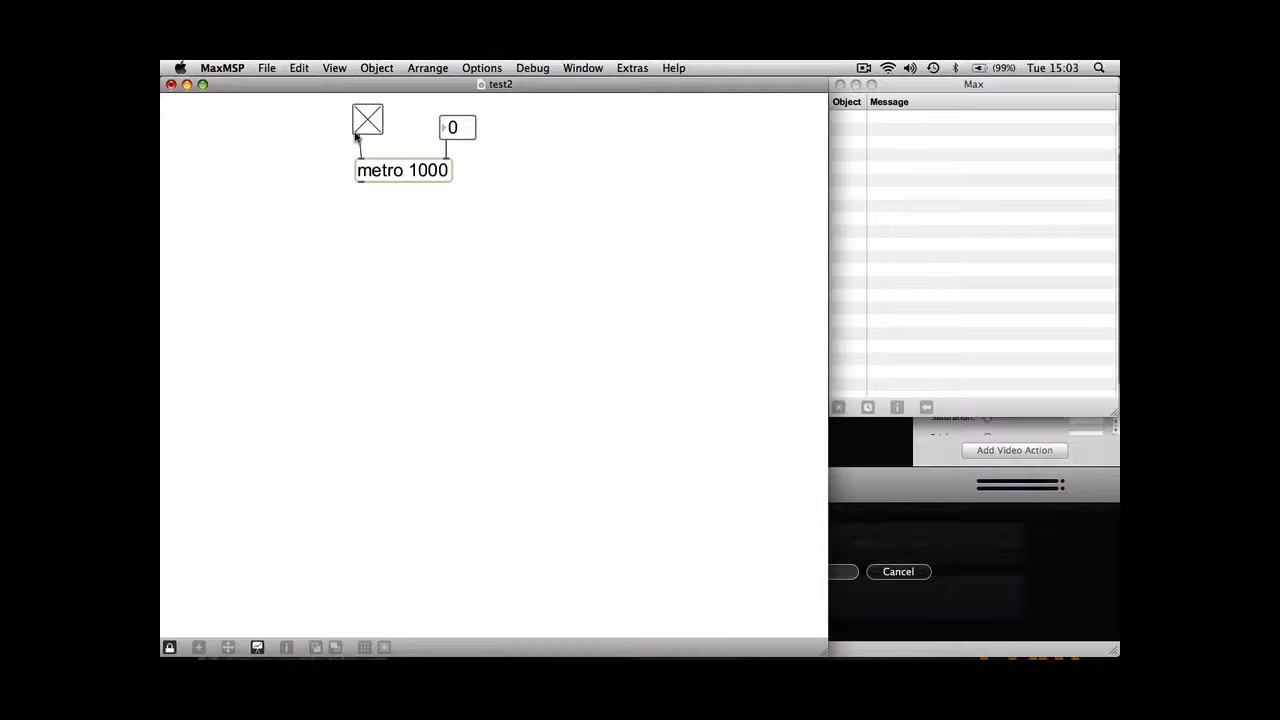 MaxMSP File Edit View Object Arrange Options Debug Window Extras Help (99%) Tue 15:03
test2
Max
Object Message
0
metro 1000
Add Video Action
Cancel